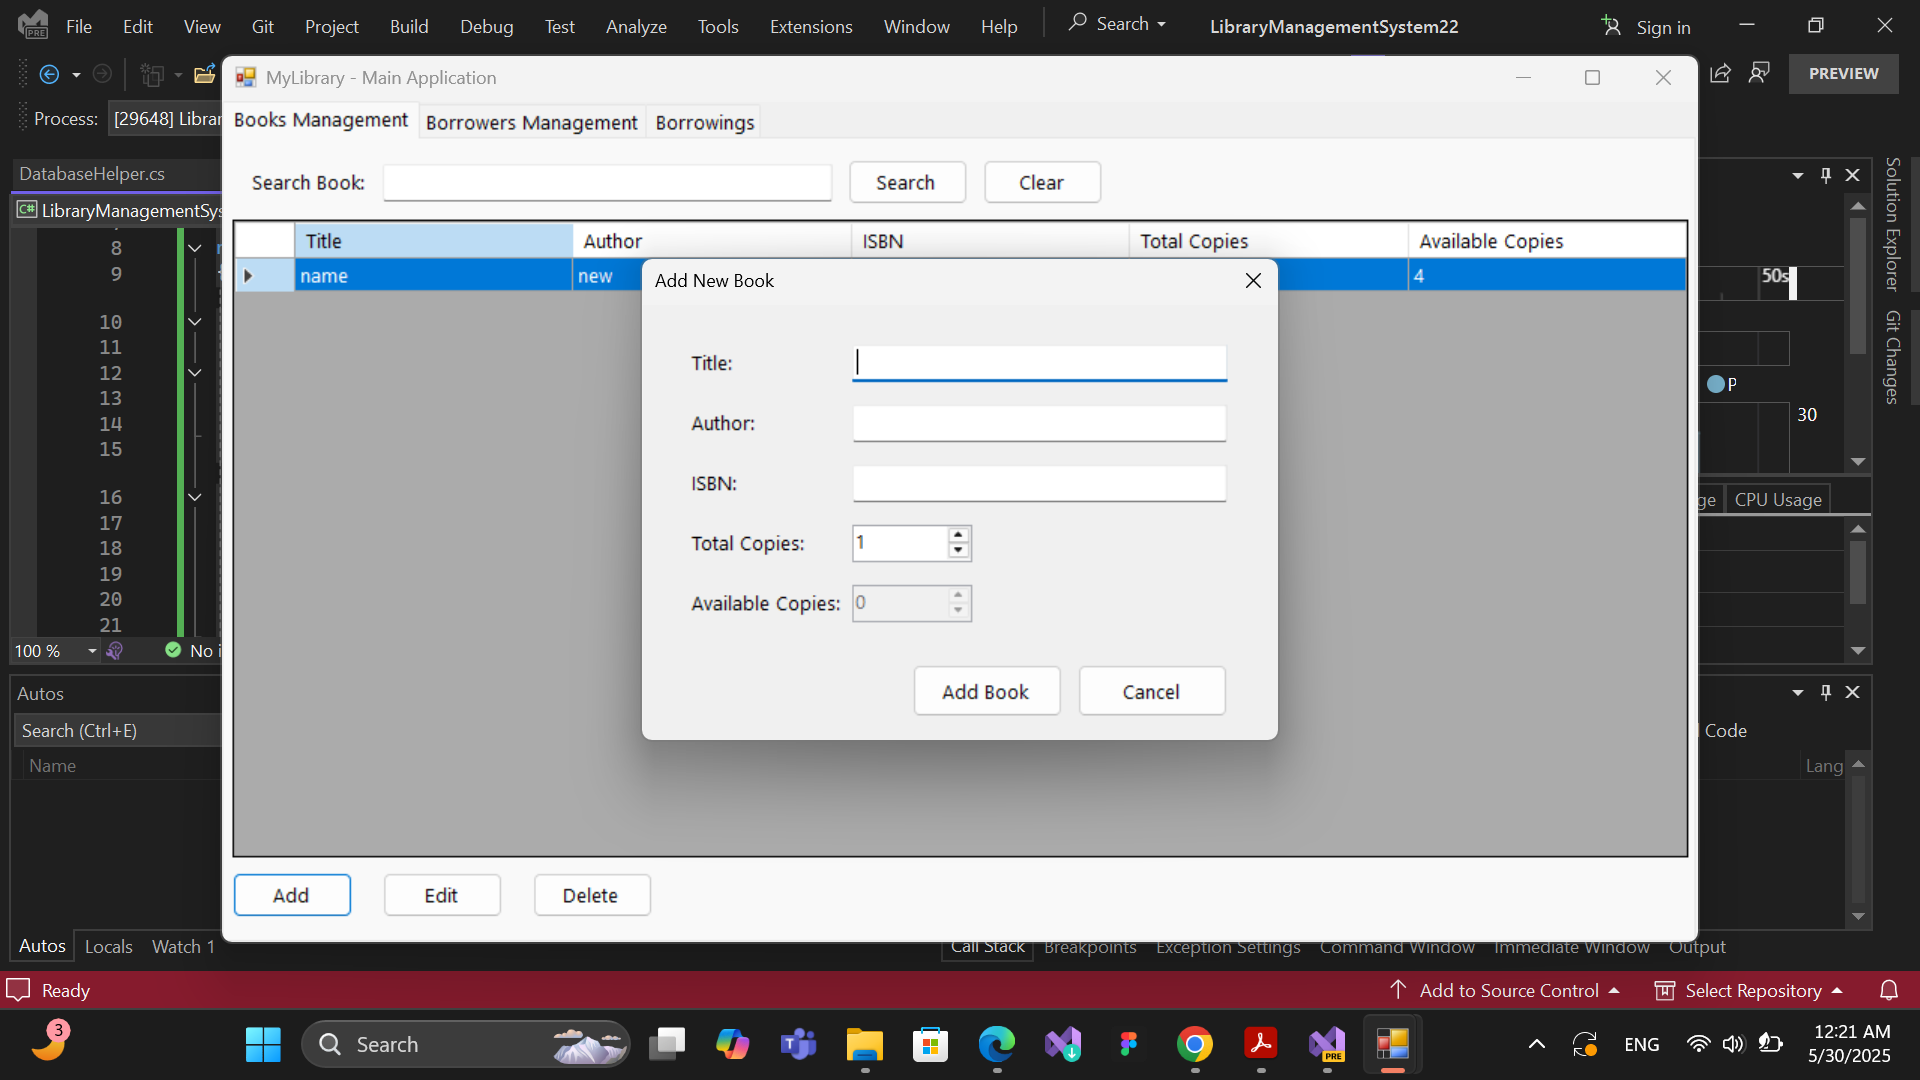 File Edit View Git Project Build Debug Test Analyze Tools Extensions Window Help Search LibraryManagementSystem22 Sign in
PRE
MyLibrary - Main Application
PREVIEW
Process: [29648] Librar
Books Management Borrowers Management Borrowings
DatabaseHelper.cs
Search Book: Search Clear
C# LibraryManagementSys
Title Author ISBN Total Copies Available Copies
name new 4
8
9
10
11
12
13
14
15
16
17
18
19
20
21
Add New Book
Title:
Author:
ISBN:
Total Copies: 1
Available Copies: 0
Add Book Cancel
50s
P
30
ge CPU Usage
Solution Explorer
Git Changes
100 % No i
Autos
Search (Ctrl+E)
Name
Code
Lang
Add Edit Delete
Autos Locals Watch 1
Call Stack Breakpoints Exception Settings Command Window Immediate Window Output
Ready Add to Source Control Select Repository
3
Search
PRE
ENG
12:21 AM
5/30/2025